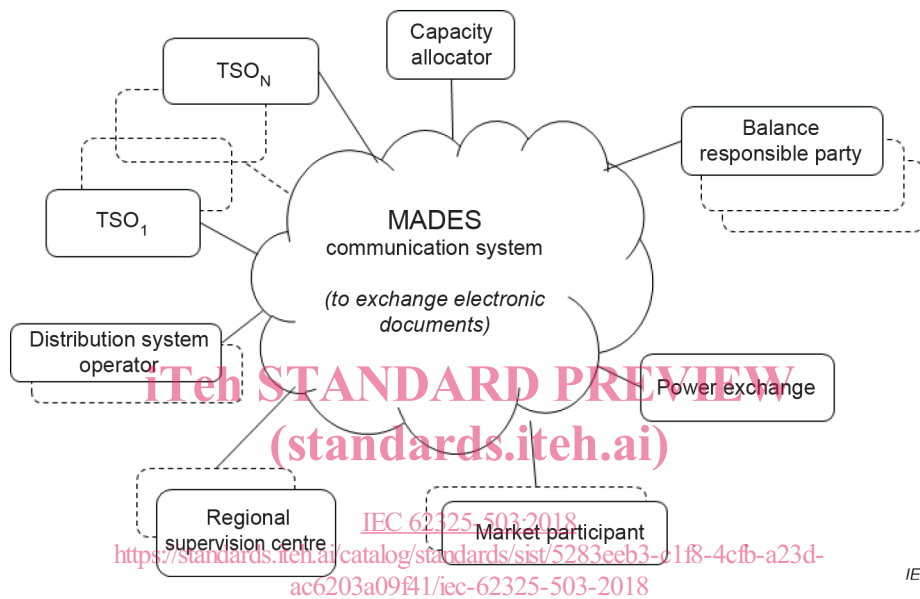 Capacity
allocator
TSON
Balance
responsible party
TSO1
MADES
communication system
(to exchange electronic
documents)
Distribution system
operator
iTeh STANDARD PREVIEW
Power exchange
(standards.iteh.ai)
Regional
supervision centre
IEC 62325-503:2018
Market participant
https://standards.iteh.ai/catalog/standards/sist/5283eeb3-c1f8-4cfb-a23d-
ac6203a09f41/iec-62325-503-2018